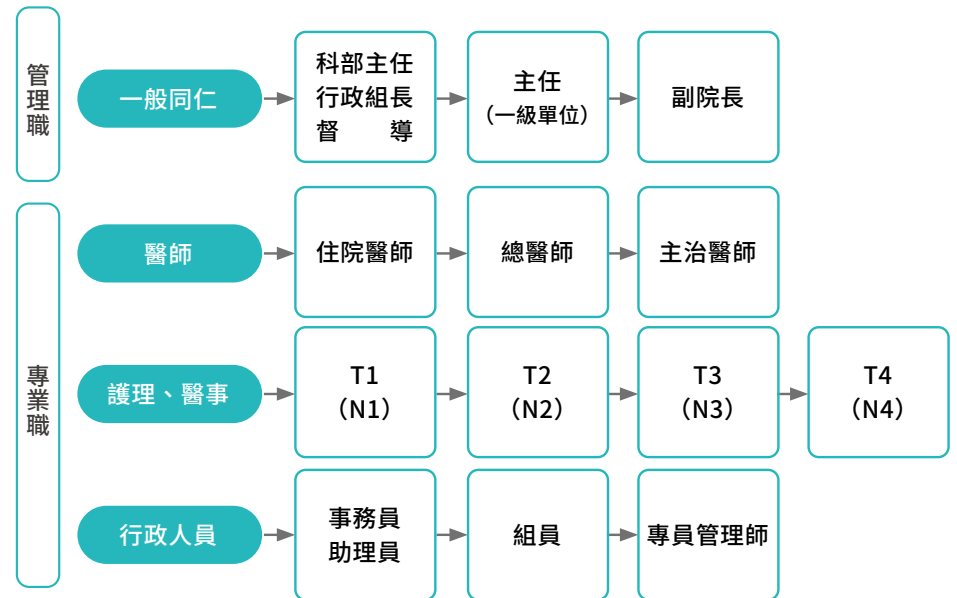 管理職
一般同仁
科部主任
行政組長
督 導
主任
（一級單位）
副院長
專業職
醫師
住院醫師
總醫師
主治醫師
護理、醫事
T1
（N1）
T2
（N2）
T3
（N3）
T4
（N4）
行政人員
事務員
助理員
組員
專員管理師